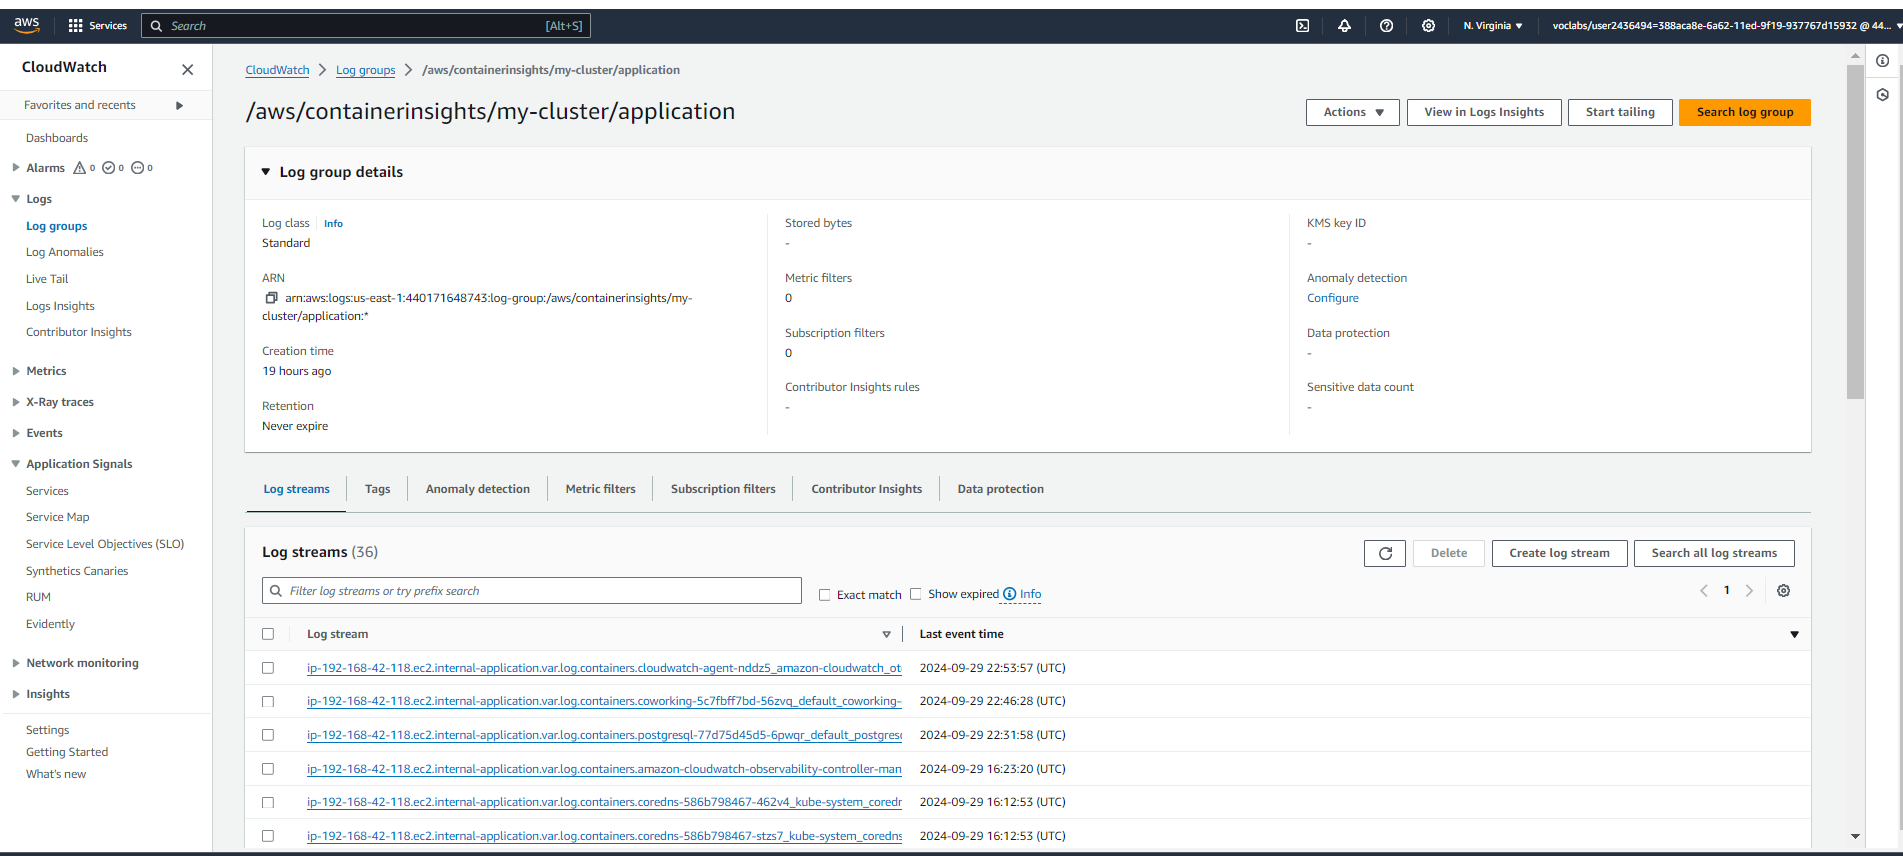 aws Services Search [Alt+S] N. Virginia voclabs/user2436494=388aca8e-6a62-11ed-9f19-937767d15932 @ 44...
CloudWatch
Favorites and recents
Dashboards
Alarms 0 0 0
Logs
Log groups
Log Anomalies
Live Tail
Logs Insights
Contributor Insights
Metrics
X-Ray traces
Events
Application Signals
Services
Service Map
Service Level Objectives (SLO)
Synthetics Canaries
RUM
Evidently
Network monitoring
Insights
Settings
Getting Started
What's new
CloudWatch > Log groups > /aws/containerinsights/my-cluster/application
/aws/containerinsights/my-cluster/application
Actions View in Logs Insights Start tailing Search log group
Log group details
Log class Info
Standard
ARN
arn:aws:logs:us-east-1:440171648743:log-group:/aws/containerinsights/my-
cluster/application:*
Creation time
19 hours ago
Retention
Never expire
Stored bytes
-
Metric filters
0
Subscription filters
0
Contributor Insights rules
-
KMS key ID
-
Anomaly detection
Configure
Data protection
-
Sensitive data count
-
Log streams Tags Anomaly detection Metric filters Subscription filters Contributor Insights Data protection
Log streams (36)
Delete Create log stream Search all log streams
Filter log streams or try prefix search Exact match Show expired Info 1
Log stream Last event time
ip-192-168-42-118.ec2.internal-application.var.log.containers.cloudwatch-agent-nddz5_amazon-cloudwatch_ot 2024-09-29 22:53:57 (UTC)
ip-192-168-42-118.ec2.internal-application.var.log.containers.coworking-5c7fbff7bd-56zvq_default_coworking- 2024-09-29 22:46:28 (UTC)
ip-192-168-42-118.ec2.internal-application.var.log.containers.postgresql-77d75d45d5-6pwqr_default_postgres 2024-09-29 22:31:58 (UTC)
ip-192-168-42-118.ec2.internal-application.var.log.containers.amazon-cloudwatch-observability-controller-man 2024-09-29 16:23:20 (UTC)
ip-192-168-42-118.ec2.internal-application.var.log.containers.coredns-586b798467-462v4_kube-system_coredn 2024-09-29 16:12:53 (UTC)
ip-192-168-42-118.ec2.internal-application.var.log.containers.coredns-586b798467-stzs7_kube-system_coredns 2024-09-29 16:12:53 (UTC)